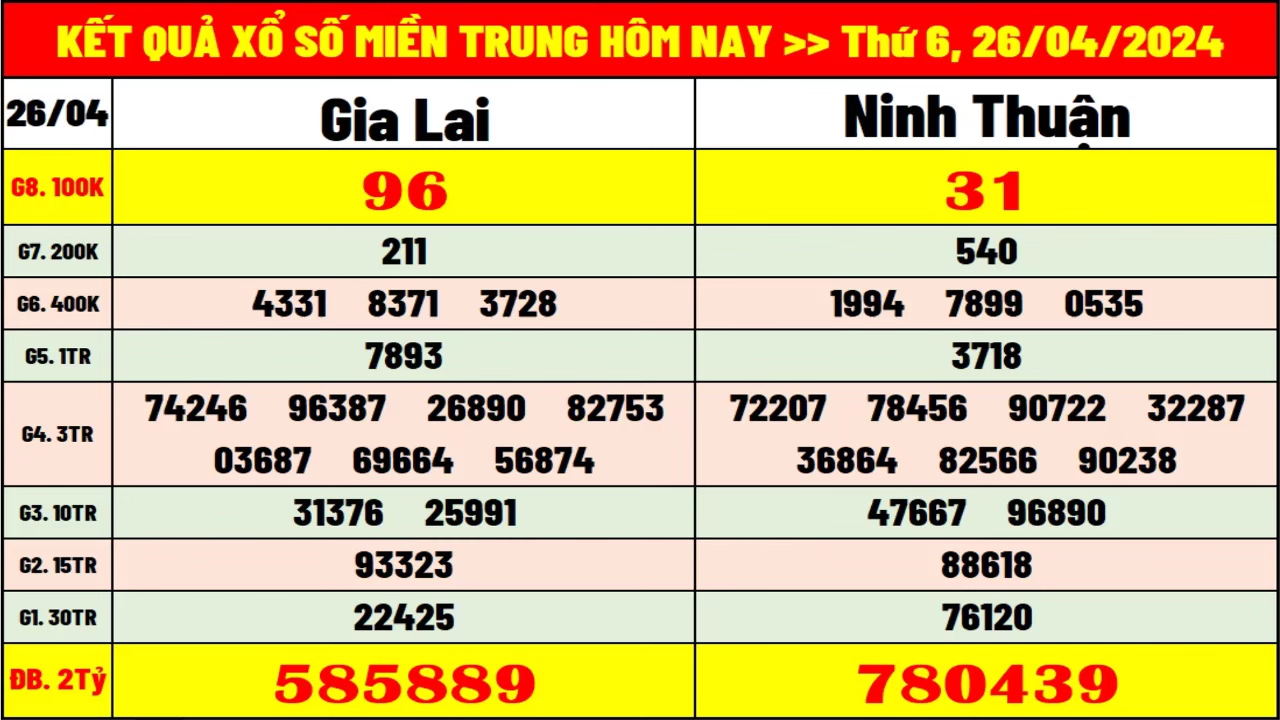 KẾT QUẢ XỔ SỐ MIỀN TRUNG HÔM NAY >> Thứ 6, 26/04/2024
26/04 Gia Lai Ninh Thuận
G8. 100K 96 31
G7. 200K 211 540
G6. 400K 4331 8371 3728 1994 7899 0535
G5. 1TR 7893 3718
G4. 3TR 74246 96387 26890 82753 72207 78456 90722 32287
03687 69664 56874 36864 82566 90238
G3. 10TR 31376 25991 47667 96890
G2. 15TR 93323 88618
G1. 30TR 22425 76120
ĐB. 2Tỷ 585889 780439